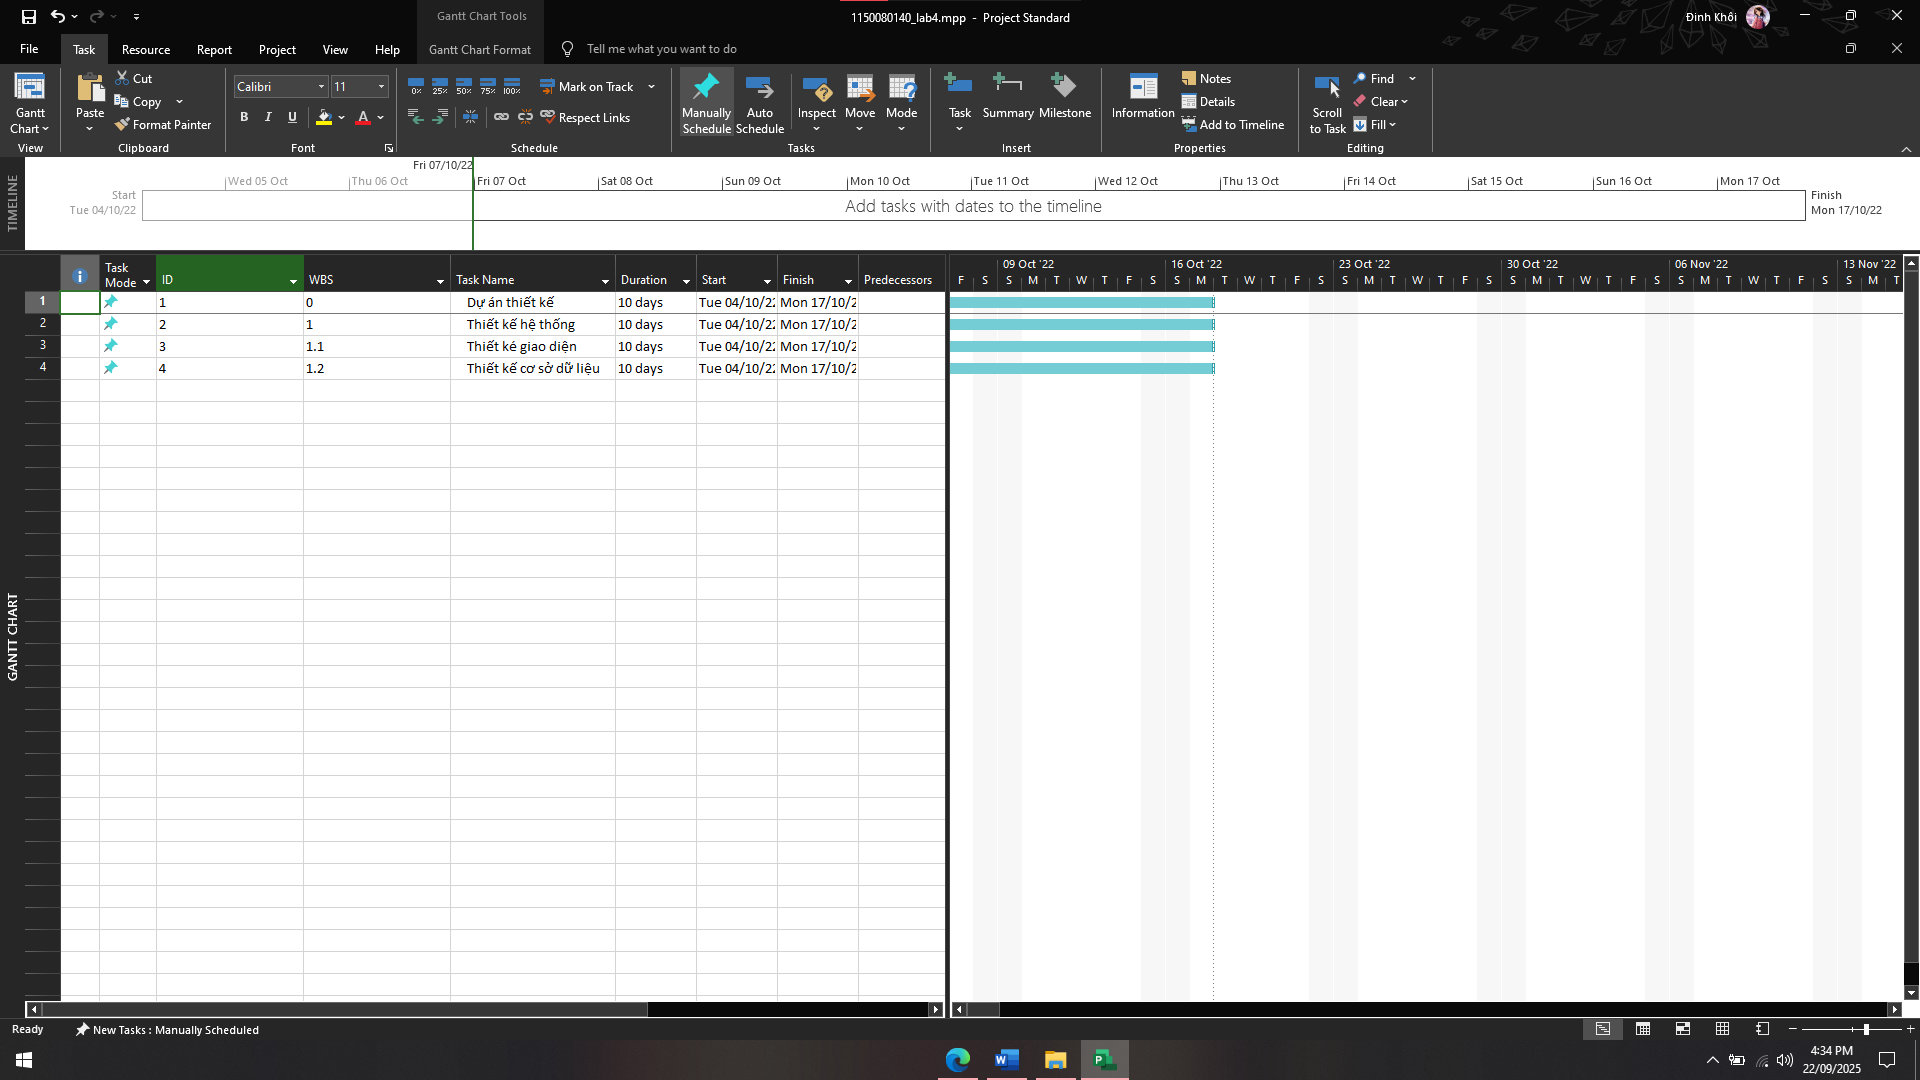 Gantt Chart Tools
1150080140_lab4.mpp - Project Standard
Đinh Khôi
File Task Resource Report Project View Help Gantt Chart Format Tell me what you want to do
Gantt Chart
View
Paste
Cut
Copy
Format Painter
Clipboard
Calibri 11
B I U A
Font
0% 25% 50% 75% 100%
Mark on Track
Respect Links
Schedule
Manually Schedule
Auto Schedule
Inspect
Move
Mode
Tasks
Task
Summary
Milestone
Insert
Information
Notes
Details
Add to Timeline
Properties
Scroll to Task
Find
Clear
Fill
Editing
TIMELINE
Fri 07/10/22
Wed 05 Oct Thu 06 Oct Fri 07 Oct Sat 08 Oct Sun 09 Oct Mon 10 Oct Tue 11 Oct Wed 12 Oct Thu 13 Oct Fri 14 Oct Sat 15 Oct Sun 16 Oct Mon 17 Oct
Start
Tue 04/10/22
Add tasks with dates to the timeline
Finish
Mon 17/10/22
GANTT CHART
Task Mode ID WBS Task Name Duration Start Finish Predecessors
1 1 0 Dự án thiết kế 10 days Tue 04/10/22 Mon 17/10/2
2 2 1 Thiết kế hệ thống 10 days Tue 04/10/22 Mon 17/10/2
3 3 1.1 Thiết ké giao diện 10 days Tue 04/10/22 Mon 17/10/2
4 4 1.2 Thiết kế cơ sở dữ liệu 10 days Tue 04/10/22 Mon 17/10/2
09 Oct '22 16 Oct '22 23 Oct '22 30 Oct '22 06 Nov '22 13 Nov '22
F S S M T W T F S S M T W T F S S M T W T F S S M T W T F S S M T W T F S S M T
Ready
New Tasks : Manually Scheduled
4:34 PM
22/09/2025